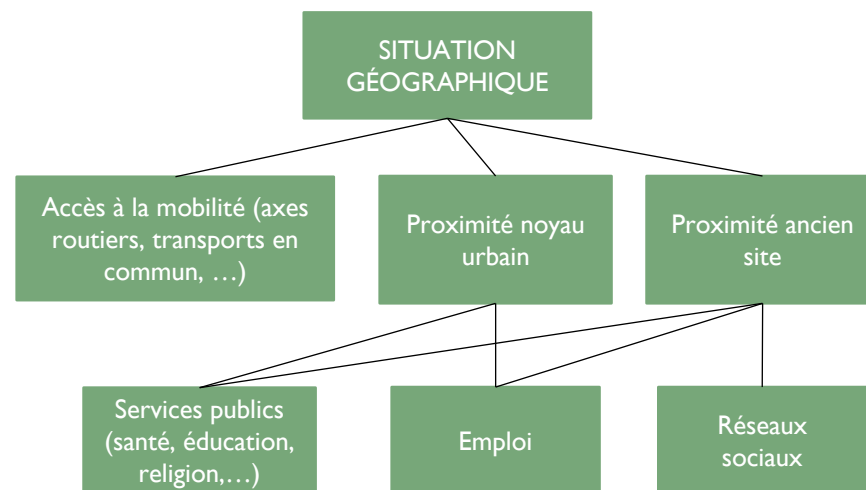 SITUATION
GÉOGRAPHIQUE
Accès à la mobilité (axes
routiers, transports en
commun, …)
Proximité noyau
urbain
Proximité ancien
site
Services publics
(santé, éducation,
religion,…)
Emploi
Réseaux
sociaux